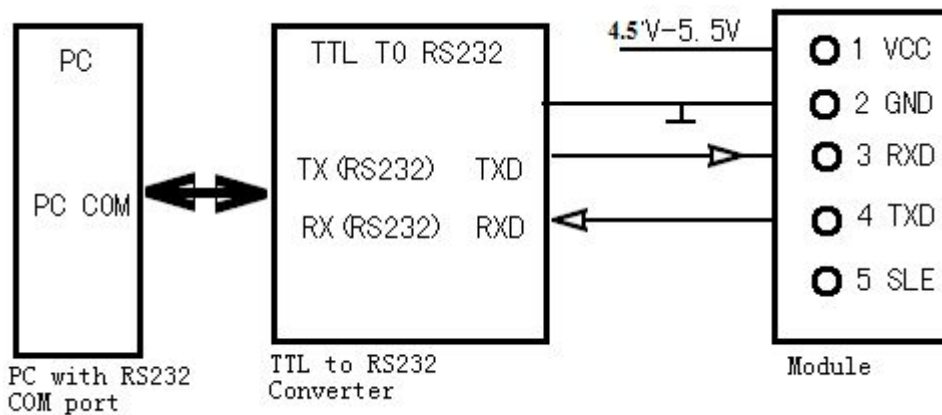 PC
PC COM
PC with RS232
COM port
TTL TO RS232
TX(RS232) TXD
RX(RS232) RXD
TTL to RS232
Converter
4.5'V-5.5V
1 VCC
2 GND
3 RXD
4 TXD
5 SLE
Module